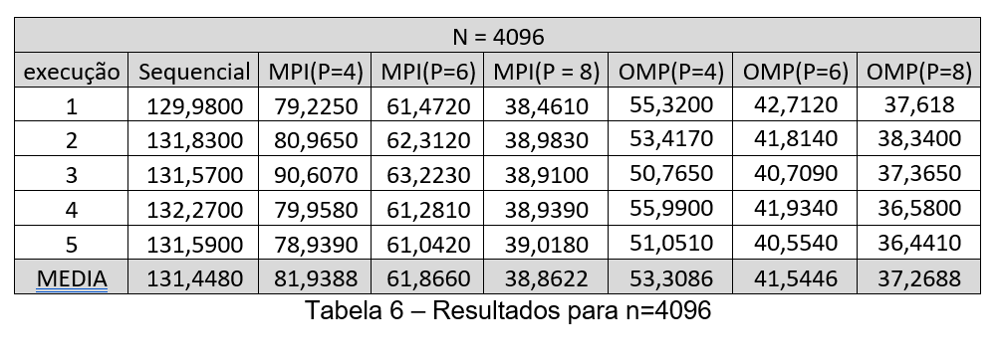 N = 4096
execução Sequencial MPI(P=4) MPI(P=6) MPI(P = 8) OMP(P=4) OMP(P=6) OMP(P=8)
1 129,9800 79,2250 61,4720 38,4610 55,3200 42,7120 37,618
2 131,8300 80,9650 62,3120 38,9830 53,4170 41,8140 38,3400
3 131,5700 90,6070 63,2230 38,9100 50,7650 40,7090 37,3650
4 132,2700 79,9580 61,2810 38,9390 55,9900 41,9340 36,5800
5 131,5900 78,9390 61,0420 39,0180 51,0510 40,5540 36,4410
MEDIA 131,4480 81,9388 61,8660 38,8622 53,3086 41,5446 37,2688
Tabela 6 – Resultados para n=4096